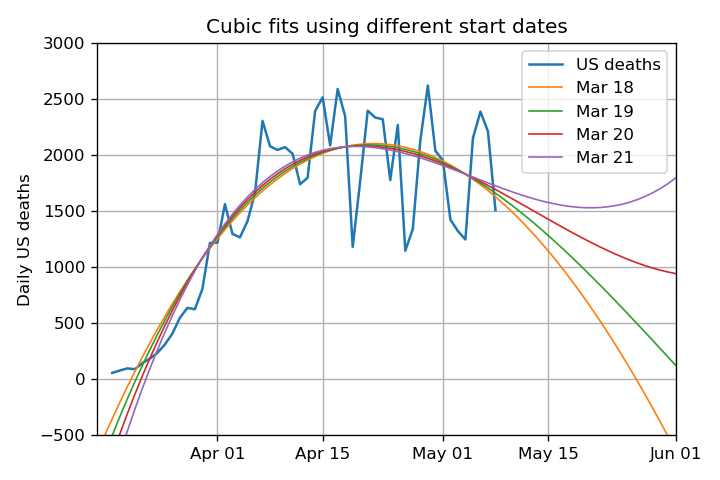 Cubic fits using different start dates
Daily US deaths
3000
2500
2000
1500
1000
500
0
−500
Apr 01
Apr 15
May 01
May 15
Jun 01
US deaths
Mar 18
Mar 19
Mar 20
Mar 21